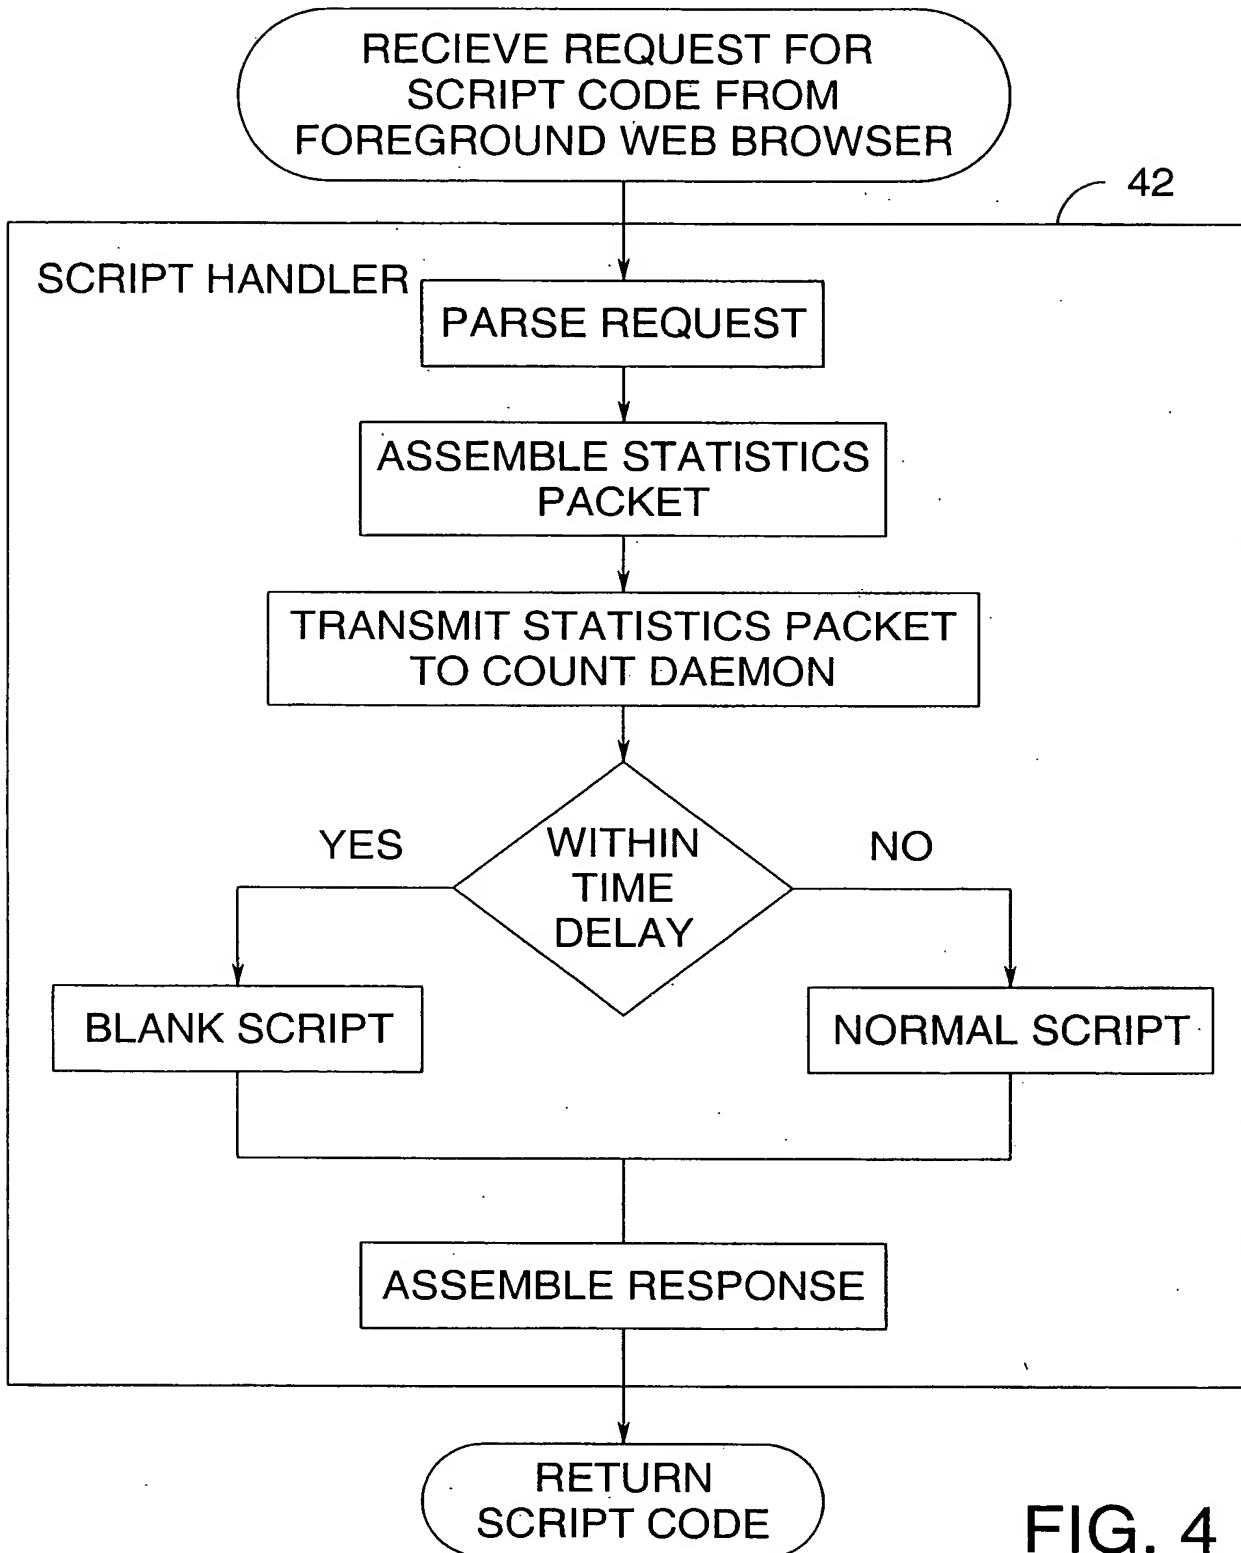 RECIEVE REQUEST FOR
SCRIPT CODE FROM
FOREGROUND WEB BROWSER
42
SCRIPT HANDLER
PARSE REQUEST
ASSEMBLE STATISTICS
PACKET
TRANSMIT STATISTICS PACKET
TO COUNT DAEMON
YES
WITHIN
TIME
DELAY
NO
BLANK SCRIPT
NORMAL SCRIPT
ASSEMBLE RESPONSE
RETURN
SCRIPT CODE
FIG. 4